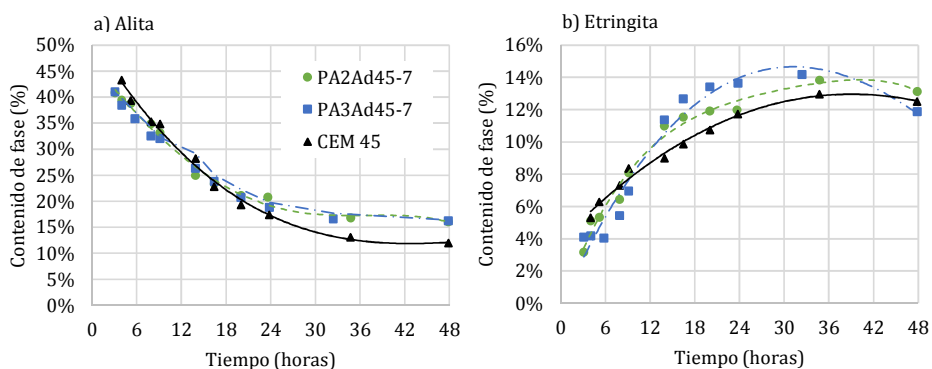 a) Alita
50%
45%
40%
35%
30%
25%
20%
15%
10%
5%
0%
Contenido de fase (%)
0 6 12 18 24 30 36 42 48
Tiempo (horas)
PA2Ad45-7
PA3Ad45-7
CEM 45
b) Etringita
16%
14%
12%
10%
8%
6%
4%
2%
0%
Contenido de fase (%)
0 6 12 18 24 30 36 42 48
Tiempo (horas)